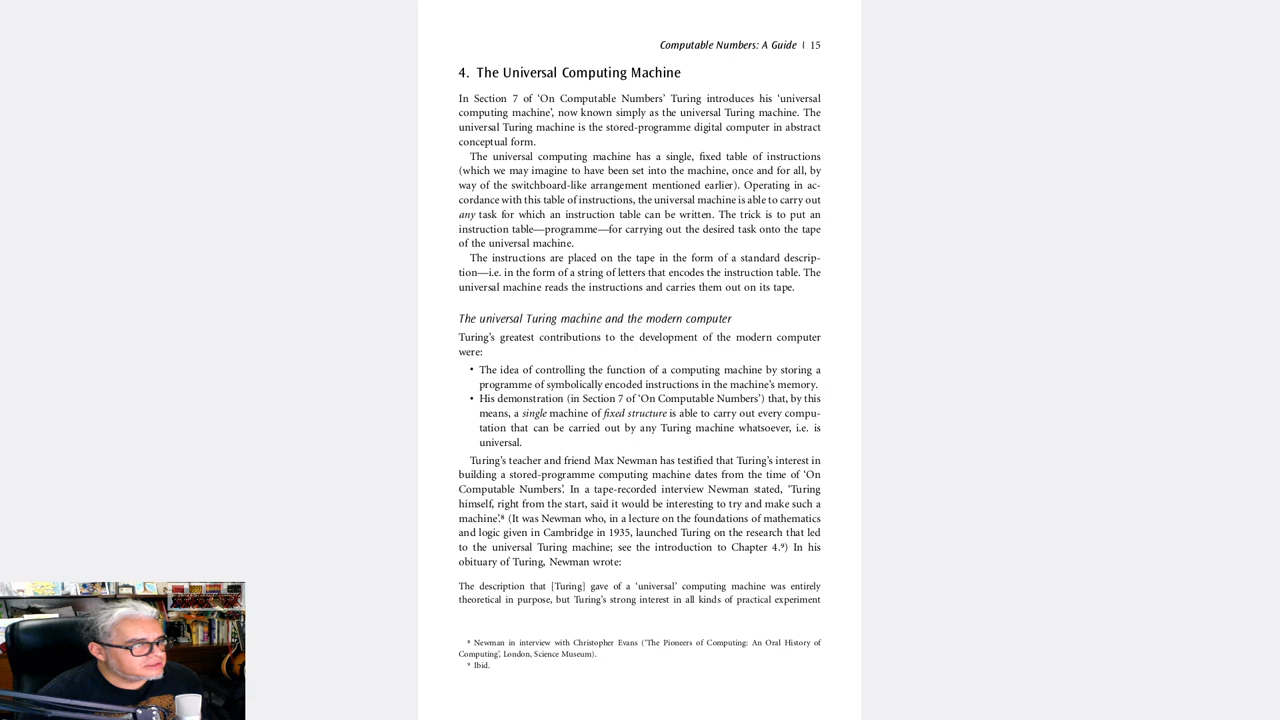 Computable Numbers: A Guide | 15
4. The Universal Computing Machine
In Section 7 of ‘On Computable Numbers’ Turing introduces his ‘universal
computing machine’, now known simply as the universal Turing machine. The
universal Turing machine is the stored-programme digital computer in abstract
conceptual form.
The universal computing machine has a single, fixed table of instructions
(which we may imagine to have been set into the machine, once and for all, by
way of the switchboard-like arrangement mentioned earlier). Operating in ac-
cordance with this table of instructions, the universal machine is able to carry out
any task for which an instruction table can be written. The trick is to put an
instruction table—programme—for carrying out the desired task onto the tape
of the universal machine.
The instructions are placed on the tape in the form of a standard descrip-
tion—i.e. in the form of a string of letters that encodes the instruction table. The
universal machine reads the instructions and carries them out on its tape.
The universal Turing machine and the modern computer
Turing’s greatest contributions to the development of the modern computer
were:
• The idea of controlling the function of a computing machine by storing a
programme of symbolically encoded instructions in the machine’s memory.
• His demonstration (in Section 7 of ‘On Computable Numbers’) that, by this
means, a single machine of fixed structure is able to carry out every compu-
tation that can be carried out by any Turing machine whatsoever, i.e. is
universal.
Turing’s teacher and friend Max Newman has testified that Turing’s interest in
building a stored-programme computing machine dates from the time of ‘On
Computable Numbers’. In a tape-recorded interview Newman stated, ‘Turing
himself, right from the start, said it would be interesting to try and make such a
machine’.⁸ (It was Newman who, in a lecture on the foundations of mathematics
and logic given in Cambridge in 1935, launched Turing on the research that led
to the universal Turing machine; see the introduction to Chapter 4.⁹) In his
obituary of Turing, Newman wrote:
The description that [Turing] gave of a ‘universal’ computing machine was entirely
theoretical in purpose, but Turing’s strong interest in all kinds of practical experiment
⁸ Newman in interview with Christopher Evans (‘The Pioneers of Computing: An Oral History of
Computing’, London, Science Museum).
⁹ Ibid.